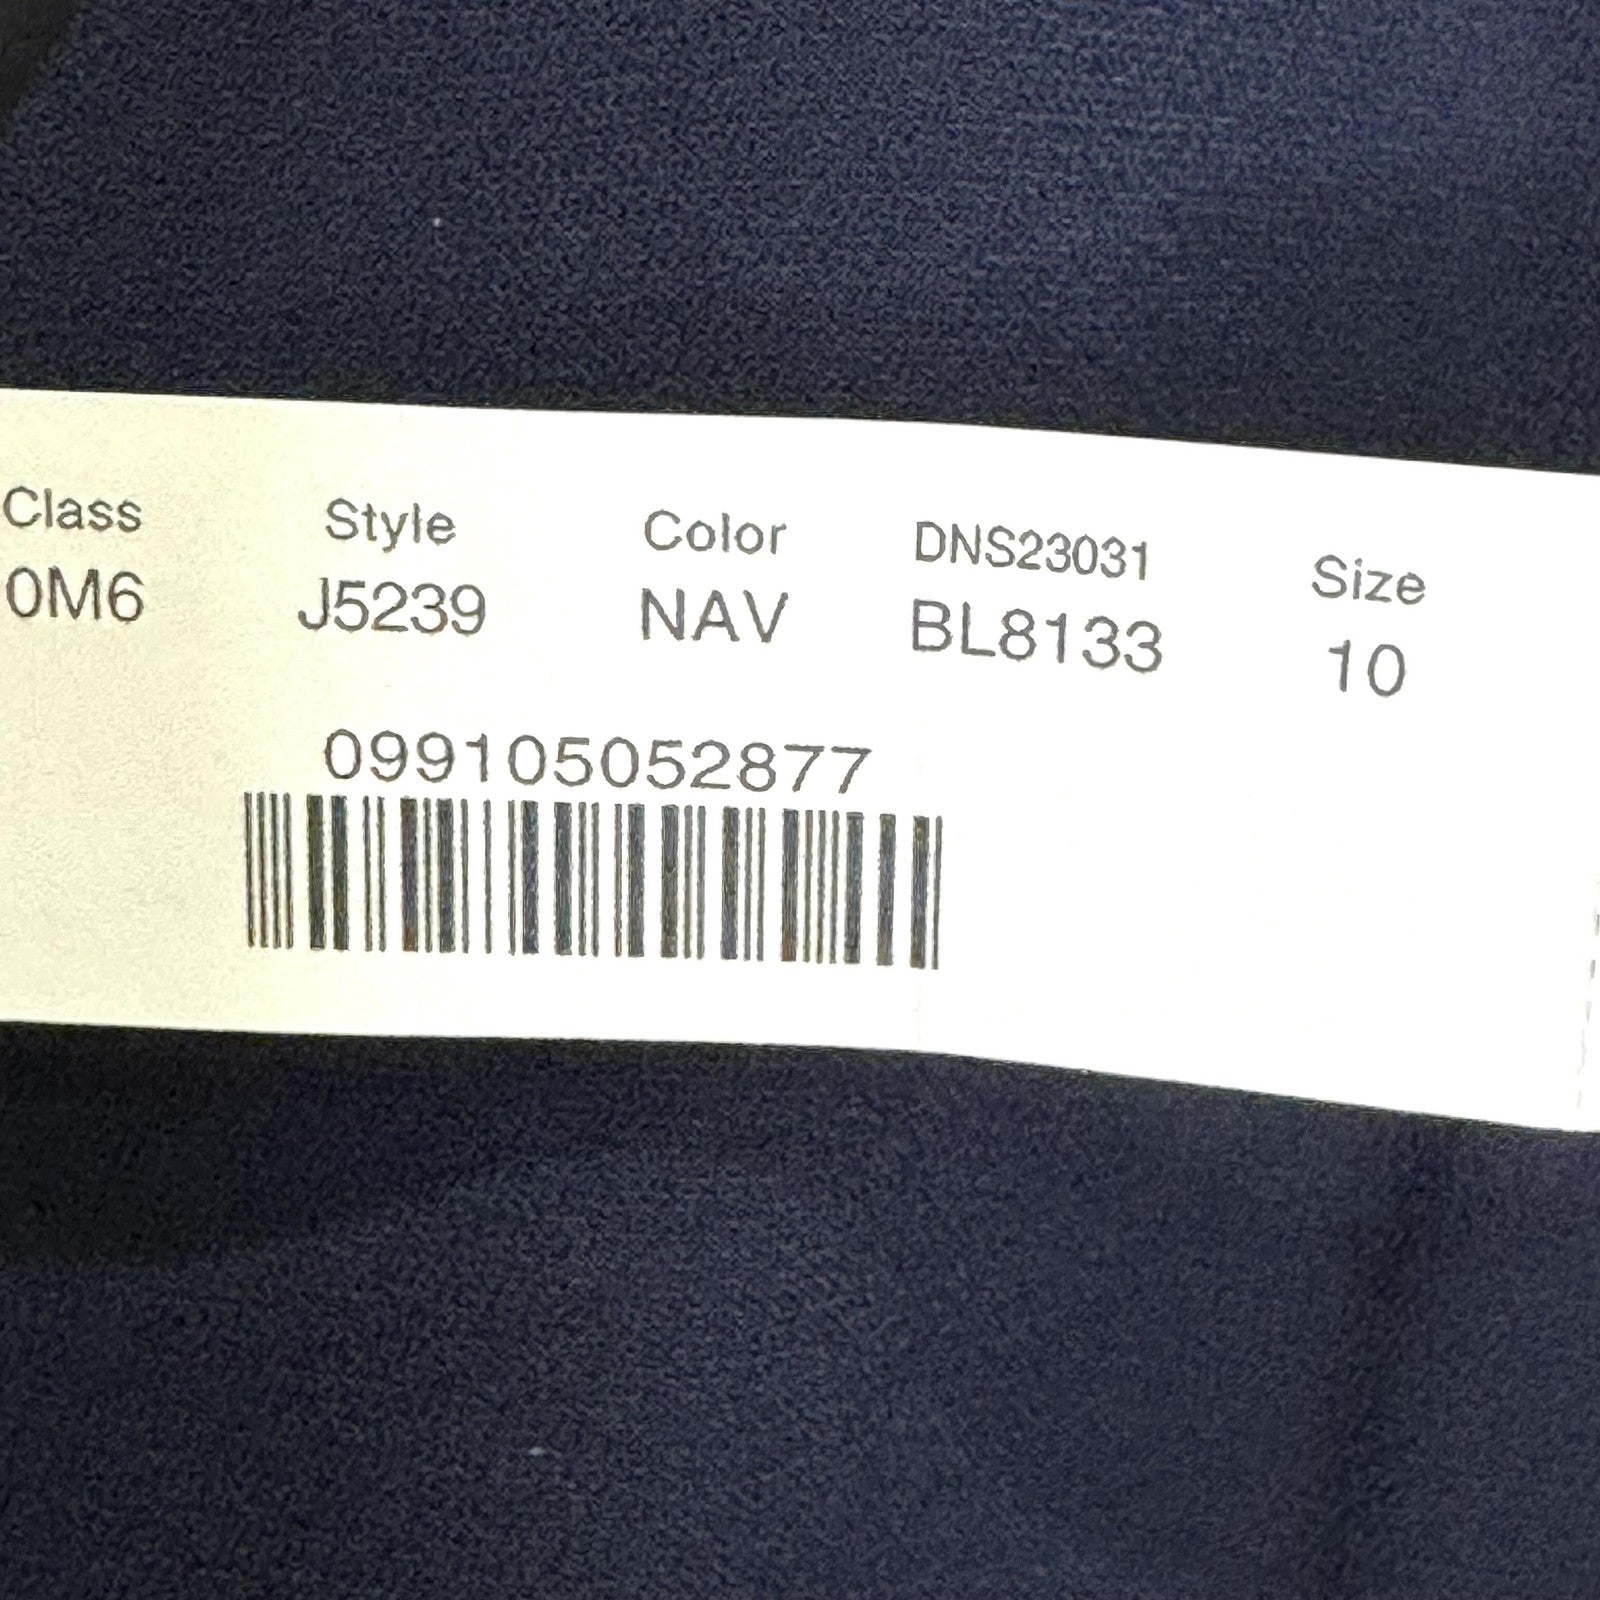 Class Style Color DNS23031 Size
0M6 J5239 NAV BL8133 10
099105052877